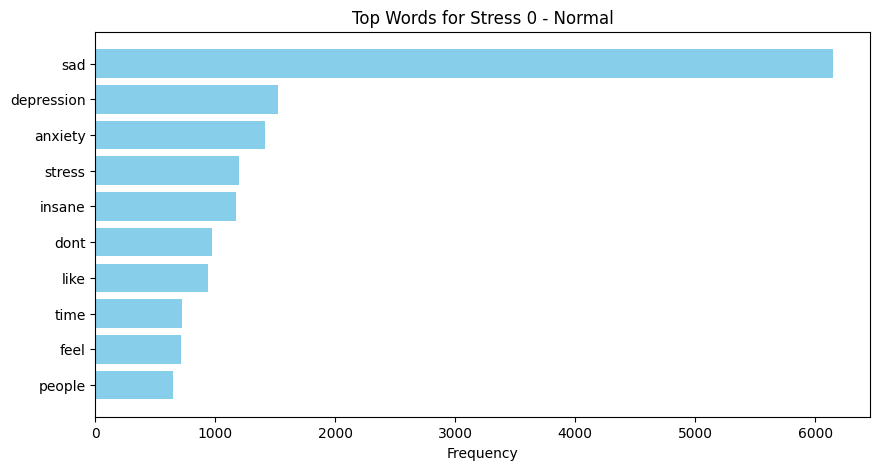 Top Words for Stress 0 - Normal
sad
depression
anxiety
stress
insane
dont
like
time
feel
people
0 1000 2000 3000 4000 5000 6000
Frequency